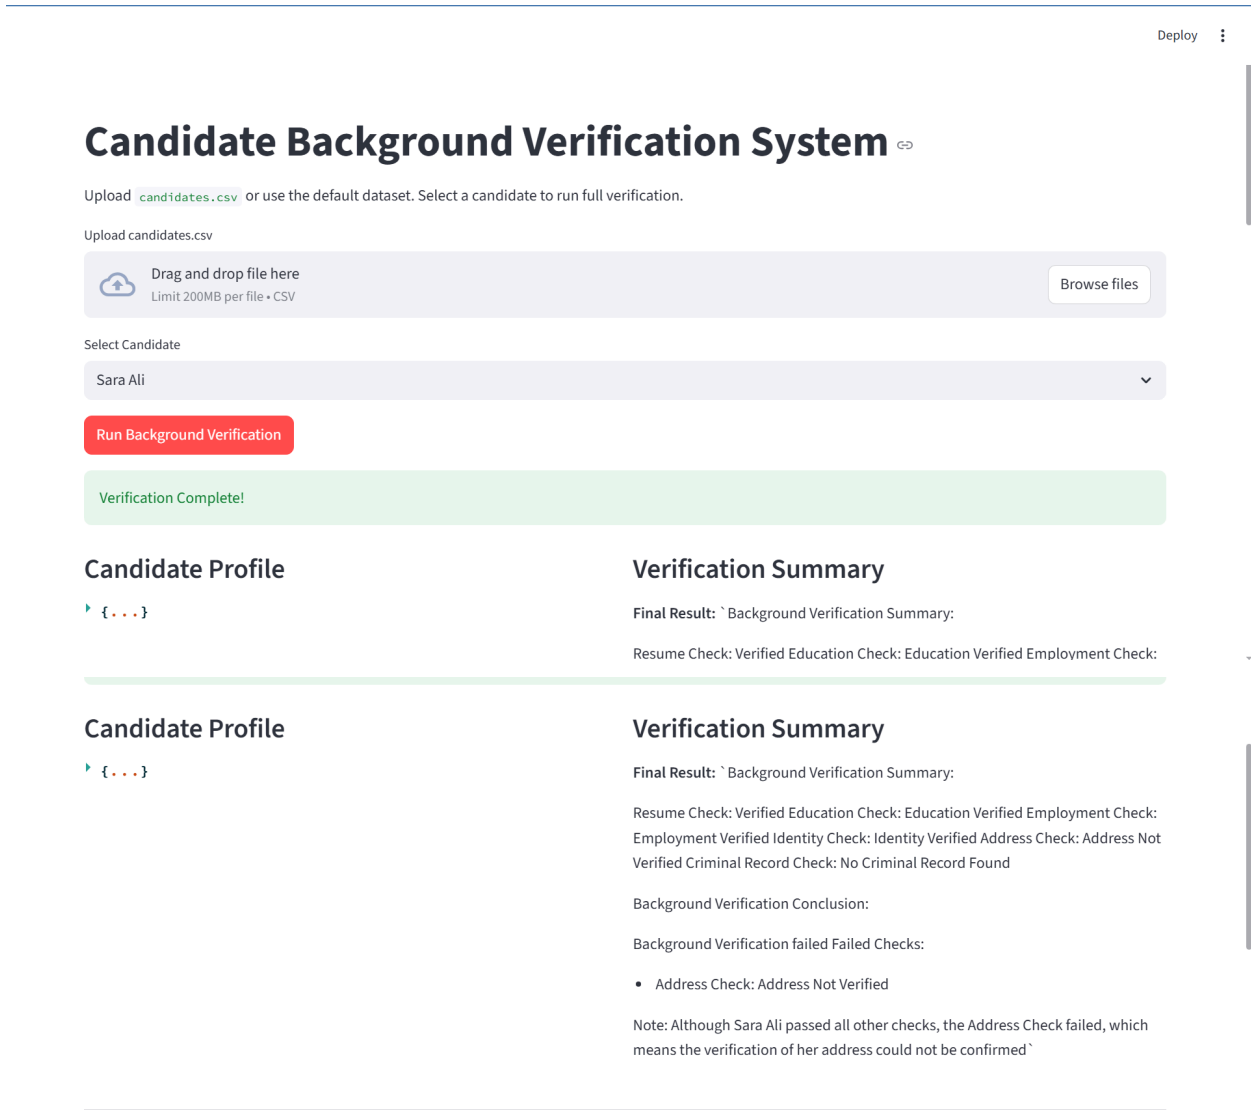 Deploy
Candidate Background Verification System
Upload candidates.csv or use the default dataset. Select a candidate to run full verification.
Upload candidates.csv
Drag and drop file here
Limit 200MB per file • CSV
Browse files
Select Candidate
Sara Ali
Run Background Verification
Verification Complete!
Candidate Profile
{...}
Verification Summary
Final Result: `Background Verification Summary:
Resume Check: Verified Education Check: Education Verified Employment Check:
Candidate Profile
{...}
Verification Summary
Final Result: `Background Verification Summary:
Resume Check: Verified Education Check: Education Verified Employment Check:
Employment Verified Identity Check: Identity Verified Address Check: Address Not
Verified Criminal Record Check: No Criminal Record Found
Background Verification Conclusion:
Background Verification failed Failed Checks:
• Address Check: Address Not Verified
Note: Although Sara Ali passed all other checks, the Address Check failed, which
means the verification of her address could not be confirmed`